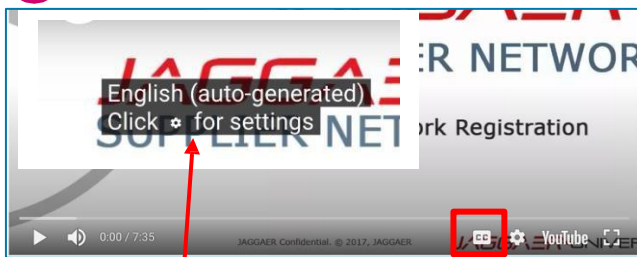 JAGGAER
ER NETWOR
English (auto-generated)
Click for settings
SUPPLIER NET
ork Registration
0:00 / 7:35
JAGGAER Confidential. © 2017, JAGGAER
CC
YouTube